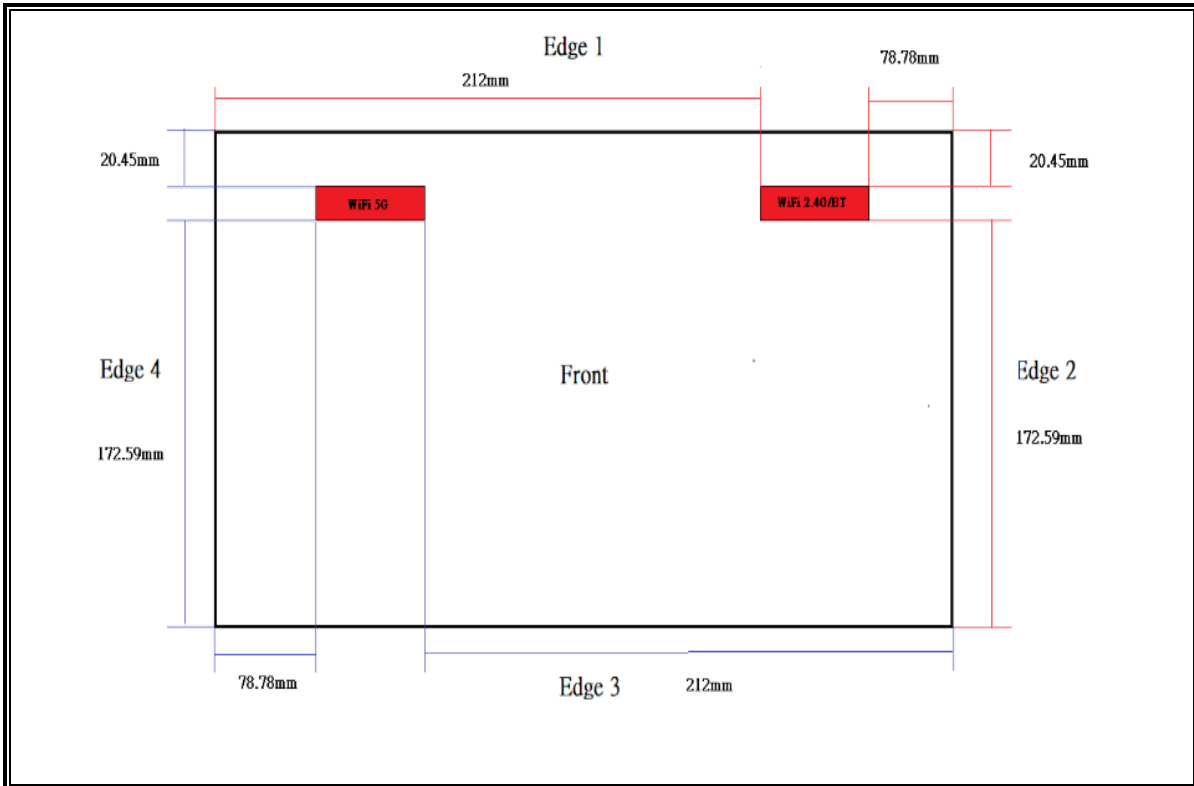 Edge 1
78.78mm
212mm
20.45mm
20.45mm
WiFi 5G
WiFi 2.4G/BT
Edge 4
Front
Edge 2
172.59mm
172.59mm
78.78mm
Edge 3
212mm